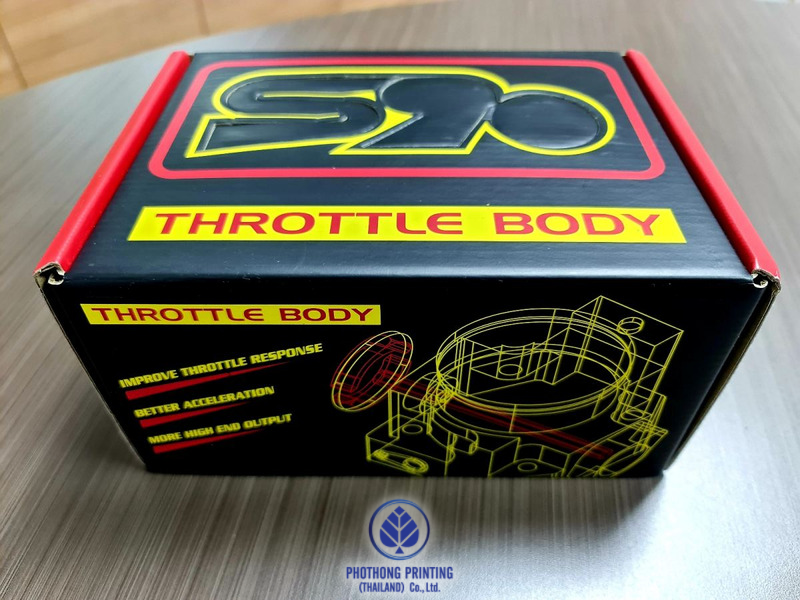 S90
THROTTLE BODY
THROTTLE BODY
IMPROVE THROTTLE RESPONSE
BETTER ACCELERATION
MORE HIGH END OUTPUT
PHOTHONG PRINTING
(THAILAND) Co., Ltd.